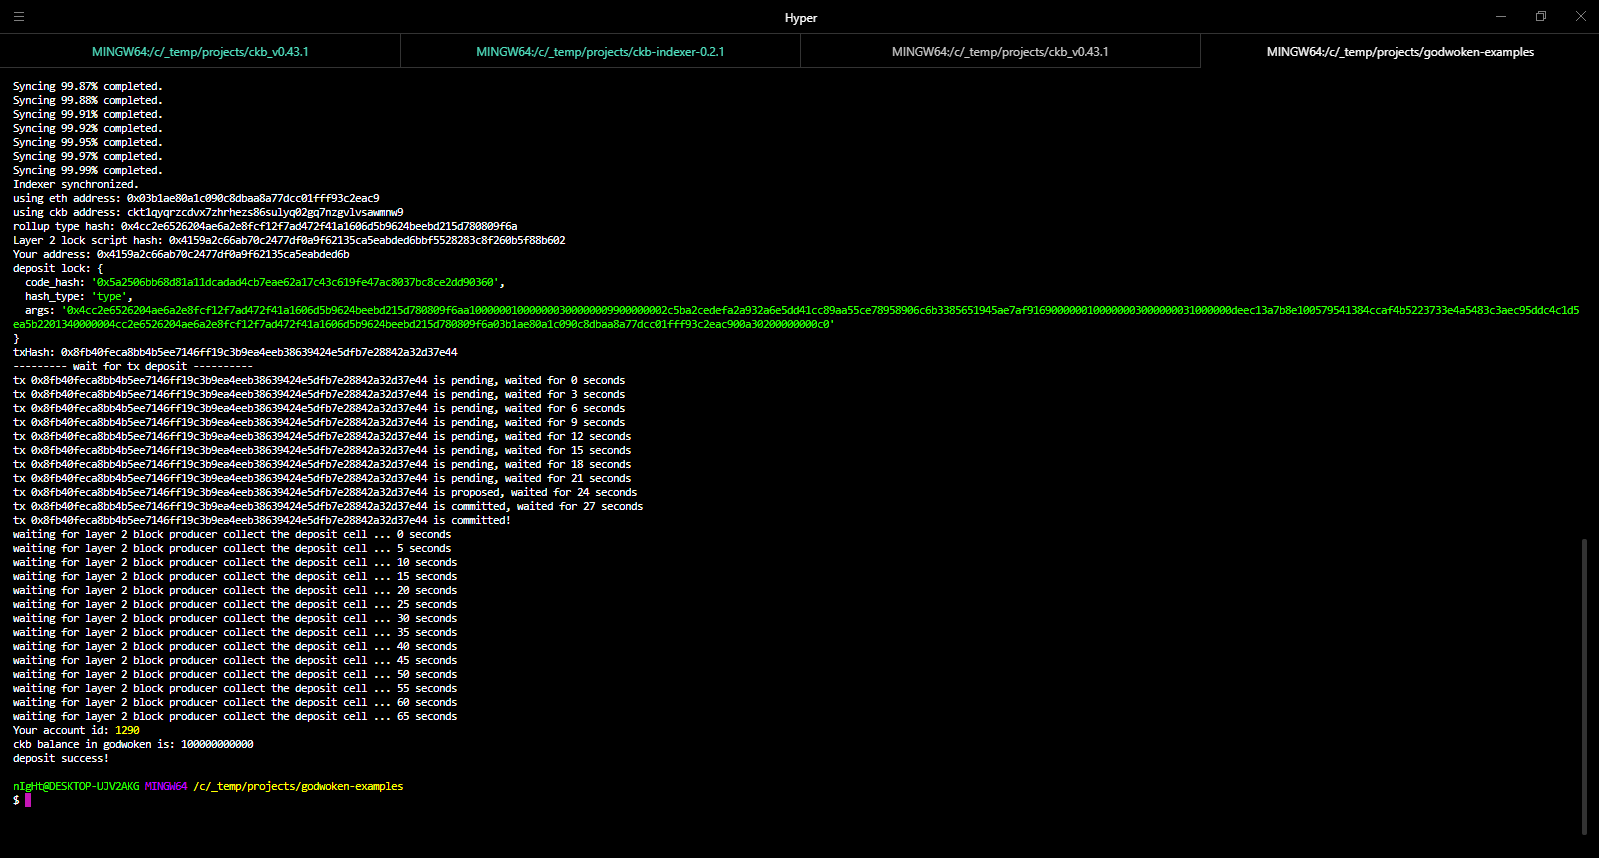 Hyper
MINGW64:/c/_temp/projects/ckb_v0.43.1
MINGW64:/c/_temp/projects/ckb-indexer-0.2.1
MINGW64:/c/_temp/projects/ckb_v0.43.1
MINGW64:/c/_temp/projects/godwoken-examples
Syncing 99.87% completed.
Syncing 99.88% completed.
Syncing 99.91% completed.
Syncing 99.92% completed.
Syncing 99.95% completed.
Syncing 99.97% completed.
Syncing 99.99% completed.
Indexer synchronized.
using eth address: 0x03b1ae80a1c090c8dbaa8a77dcc01fff93c2eac9
using ckb address: ckt1qyqrzcdvx7zhrhezs86sulyq02gq7nzgvlvsawmnw9
rollup type hash: 0x4cc2e6526204ae6a2e8fcf12f7ad472f41a1606d5b9624beebd215d780809f6a
Layer 2 lock script hash: 0x4159a2c66ab70c2477df0a9f62135ca5eabded6bbf5528283c8f260b5f88b602
Your address: 0x4159a2c66ab70c2477df0a9f62135ca5eabded6b
deposit lock: {
code_hash: '0x5a2506bb68d81a11dcadad4cb7eae62a17c43c619fe47ac8037bc8ce2dd90360',
hash_type: 'type',
args: '0x4cc2e6526204ae6a2e8fcf12f7ad472f41a1606d5b9624beebd215d780809f6aa10000001000000030000000099000000002c5ba2cedefa2a932a6e5dd41cc89aa55ce78958906c6b3385651945ae7af91690000001000000030000000310000000deec13a7b8e100579541384ccaf4b5223733e4a5483c3aec95ddc4c1d5
ea5b2201340000004cc2e6526204ae6a2e8fcf12f7ad472f41a1606d5b9624beebd215d780809f6a03b1ae80a1c090c8dbaa8a77dcc01fff93c2eac900a30200000000c0'
}
txHash: 0x8fb40feca8bb4b5ee7146ff19c3b9ea4eeb38639424e5dfb7e28842a32d37e44
--------- wait for tx deposit ----------
tx 0x8fb40feca8bb4b5ee7146ff19c3b9ea4eeb38639424e5dfb7e28842a32d37e44 is pending, waited for 0 seconds
tx 0x8fb40feca8bb4b5ee7146ff19c3b9ea4eeb38639424e5dfb7e28842a32d37e44 is pending, waited for 3 seconds
tx 0x8fb40feca8bb4b5ee7146ff19c3b9ea4eeb38639424e5dfb7e28842a32d37e44 is pending, waited for 6 seconds
tx 0x8fb40feca8bb4b5ee7146ff19c3b9ea4eeb38639424e5dfb7e28842a32d37e44 is pending, waited for 9 seconds
tx 0x8fb40feca8bb4b5ee7146ff19c3b9ea4eeb38639424e5dfb7e28842a32d37e44 is pending, waited for 12 seconds
tx 0x8fb40feca8bb4b5ee7146ff19c3b9ea4eeb38639424e5dfb7e28842a32d37e44 is pending, waited for 15 seconds
tx 0x8fb40feca8bb4b5ee7146ff19c3b9ea4eeb38639424e5dfb7e28842a32d37e44 is pending, waited for 18 seconds
tx 0x8fb40feca8bb4b5ee7146ff19c3b9ea4eeb38639424e5dfb7e28842a32d37e44 is pending, waited for 21 seconds
tx 0x8fb40feca8bb4b5ee7146ff19c3b9ea4eeb38639424e5dfb7e28842a32d37e44 is proposed, waited for 24 seconds
tx 0x8fb40feca8bb4b5ee7146ff19c3b9ea4eeb38639424e5dfb7e28842a32d37e44 is committed, waited for 27 seconds
tx 0x8fb40feca8bb4b5ee7146ff19c3b9ea4eeb38639424e5dfb7e28842a32d37e44 is committed!
waiting for layer 2 block producer collect the deposit cell ... 0 seconds
waiting for layer 2 block producer collect the deposit cell ... 5 seconds
waiting for layer 2 block producer collect the deposit cell ... 10 seconds
waiting for layer 2 block producer collect the deposit cell ... 15 seconds
waiting for layer 2 block producer collect the deposit cell ... 20 seconds
waiting for layer 2 block producer collect the deposit cell ... 25 seconds
waiting for layer 2 block producer collect the deposit cell ... 30 seconds
waiting for layer 2 block producer collect the deposit cell ... 35 seconds
waiting for layer 2 block producer collect the deposit cell ... 40 seconds
waiting for layer 2 block producer collect the deposit cell ... 45 seconds
waiting for layer 2 block producer collect the deposit cell ... 50 seconds
waiting for layer 2 block producer collect the deposit cell ... 55 seconds
waiting for layer 2 block producer collect the deposit cell ... 60 seconds
waiting for layer 2 block producer collect the deposit cell ... 65 seconds
Your account id: 1290
ckb balance in godwoken is: 100000000000
deposit success!
nIgHt@DESKTOP-UJV2AKG MINGW64 /c/_temp/projects/godwoken-examples
$